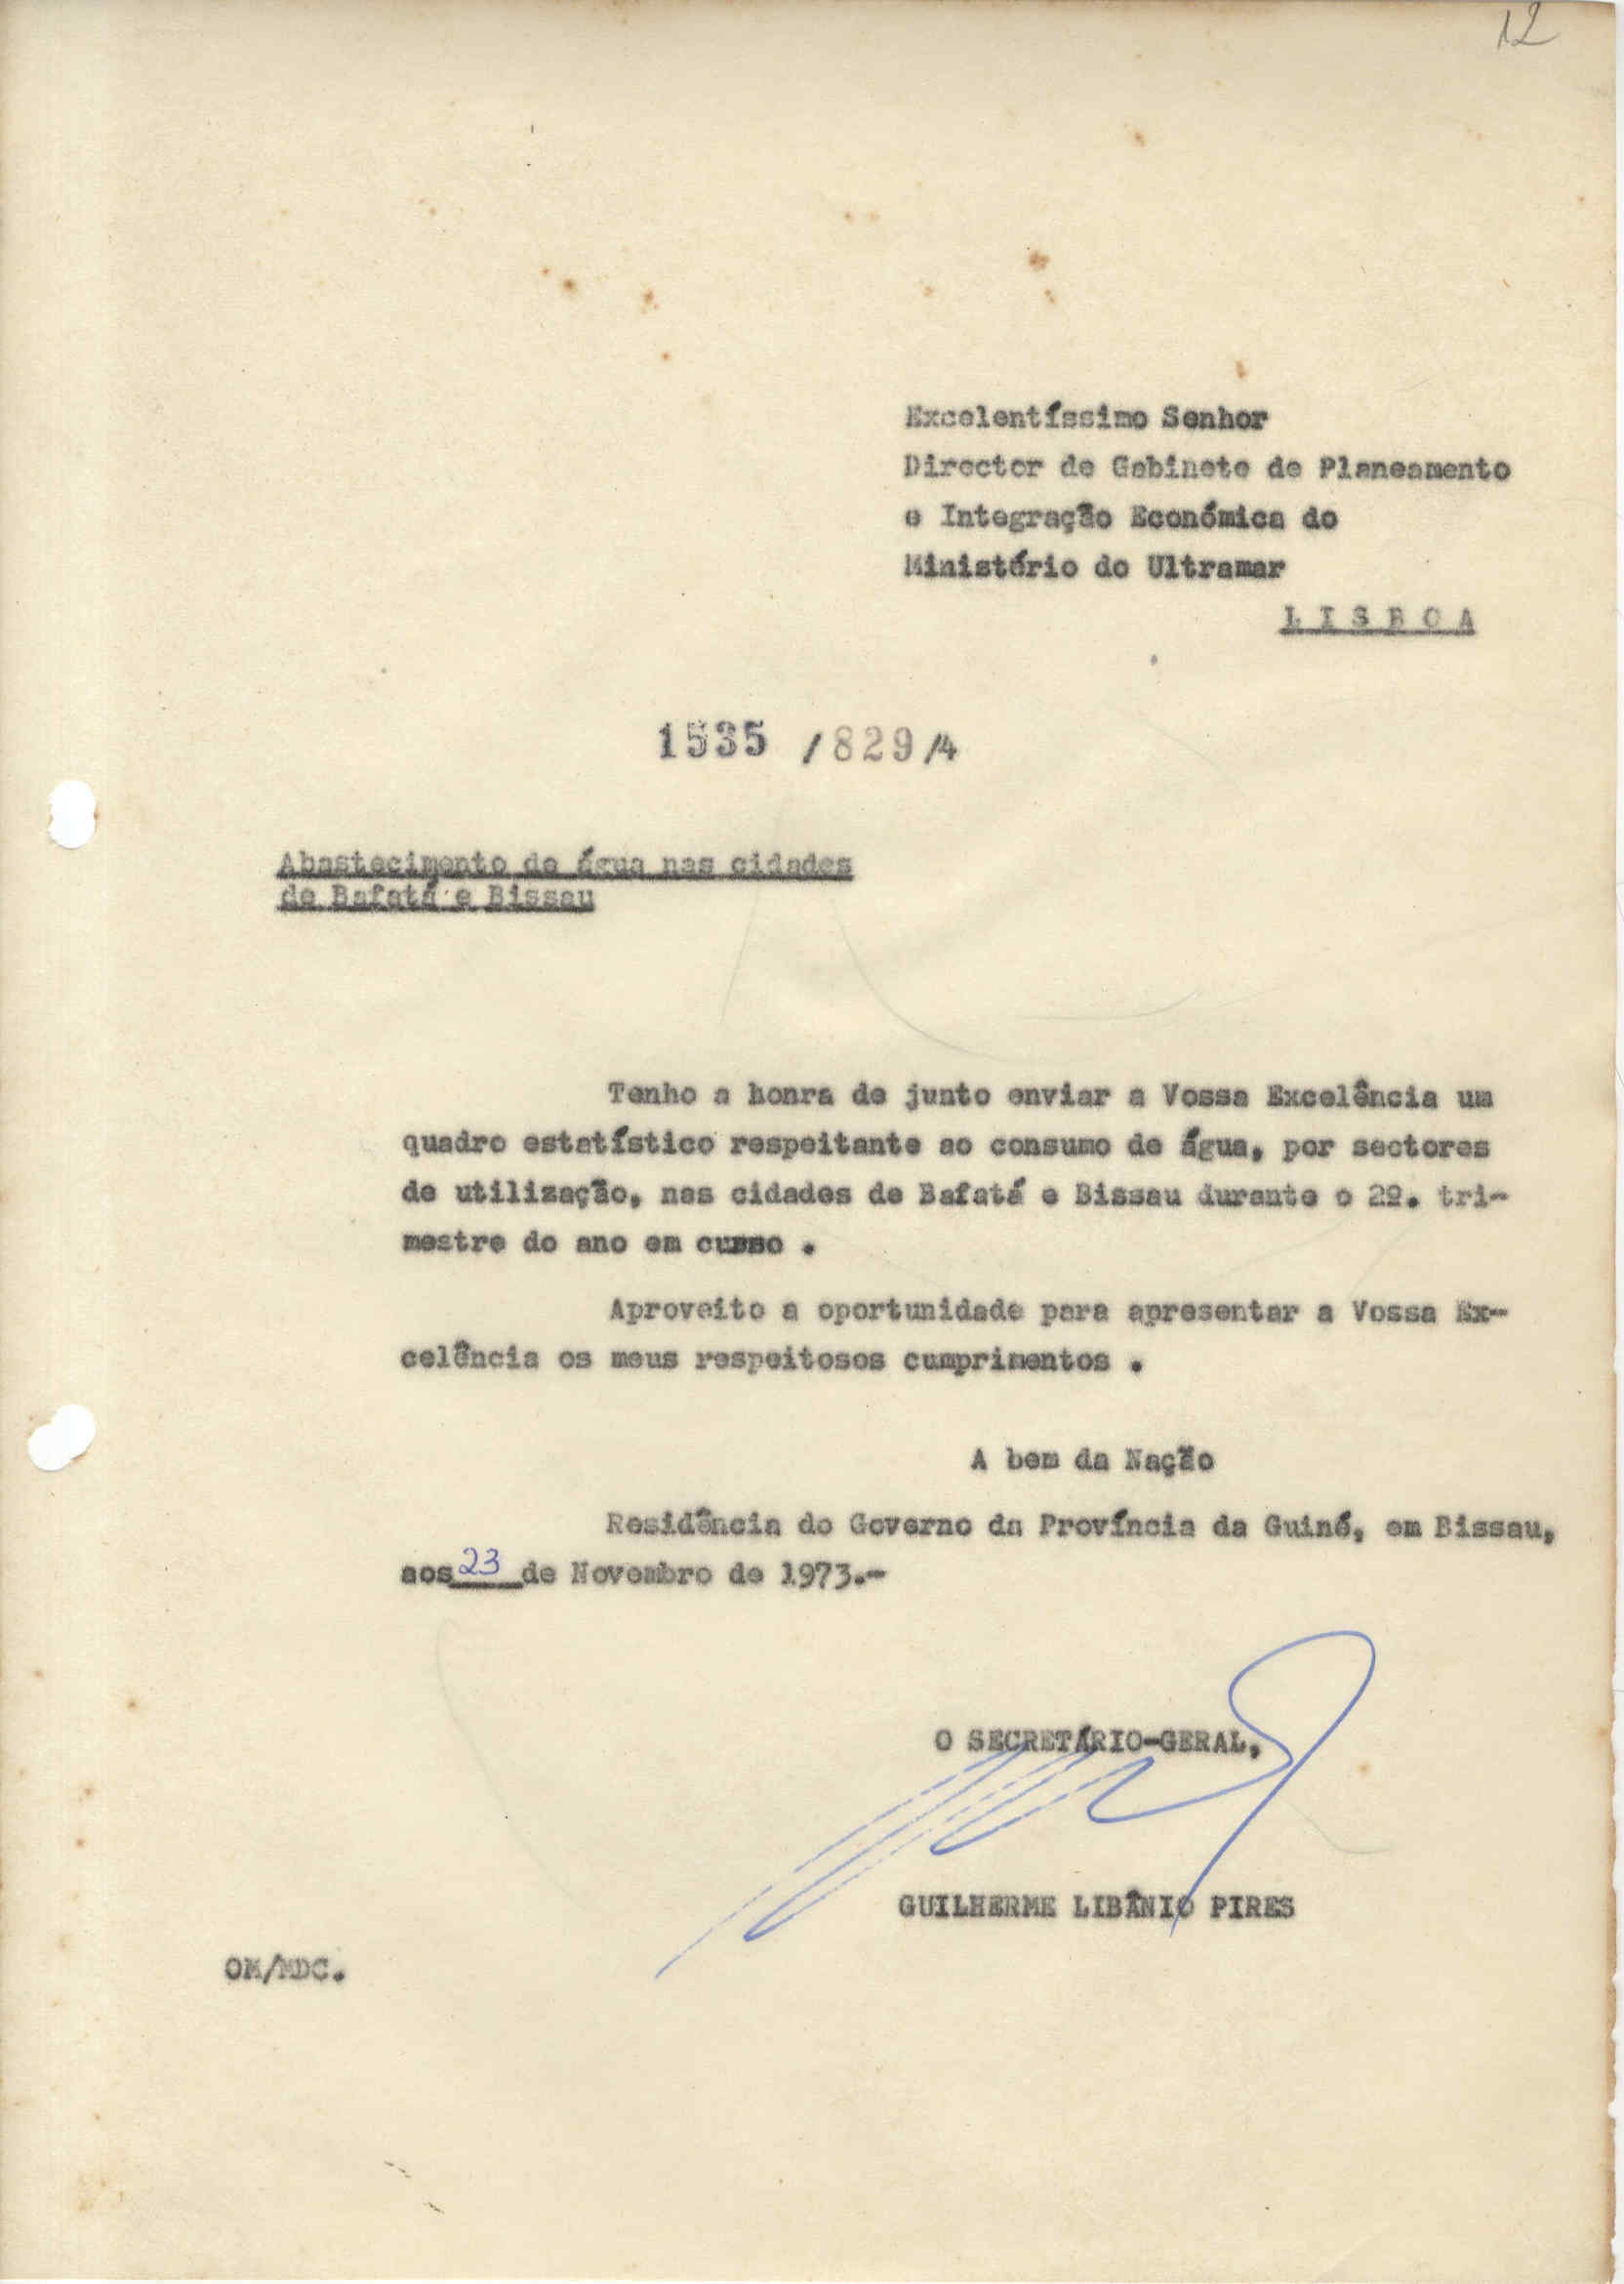 12
Excelentíssimo Senhor
Director de Gabinete de Planeamento
e Integração Económica do
Ministério do Ultramar
L I S B O A
1535 /829/4
Abastecimento de água nas cidades
de Bafatá e Bissau
Tenho a honra de junto enviar a Vossa Excelência um
quadro estatístico respeitante ao consumo de água, por sectores
de utilização, nas cidades de Bafatá e Bissau durante o 2º. tri-
mestre do ano em curso .
Aproveito a oportunidade para apresentar a Vossa Ex-
celência os meus respeitosos cumprimentos .
A bem da Nação
Residência do Governo da Província da Guiné, em Bissau,
aos 23 de Novembro de 1973.-
O SECRETÁRIO-GERAL,
GUILHERME LIBÂNIO PIRES
OM/MDC.